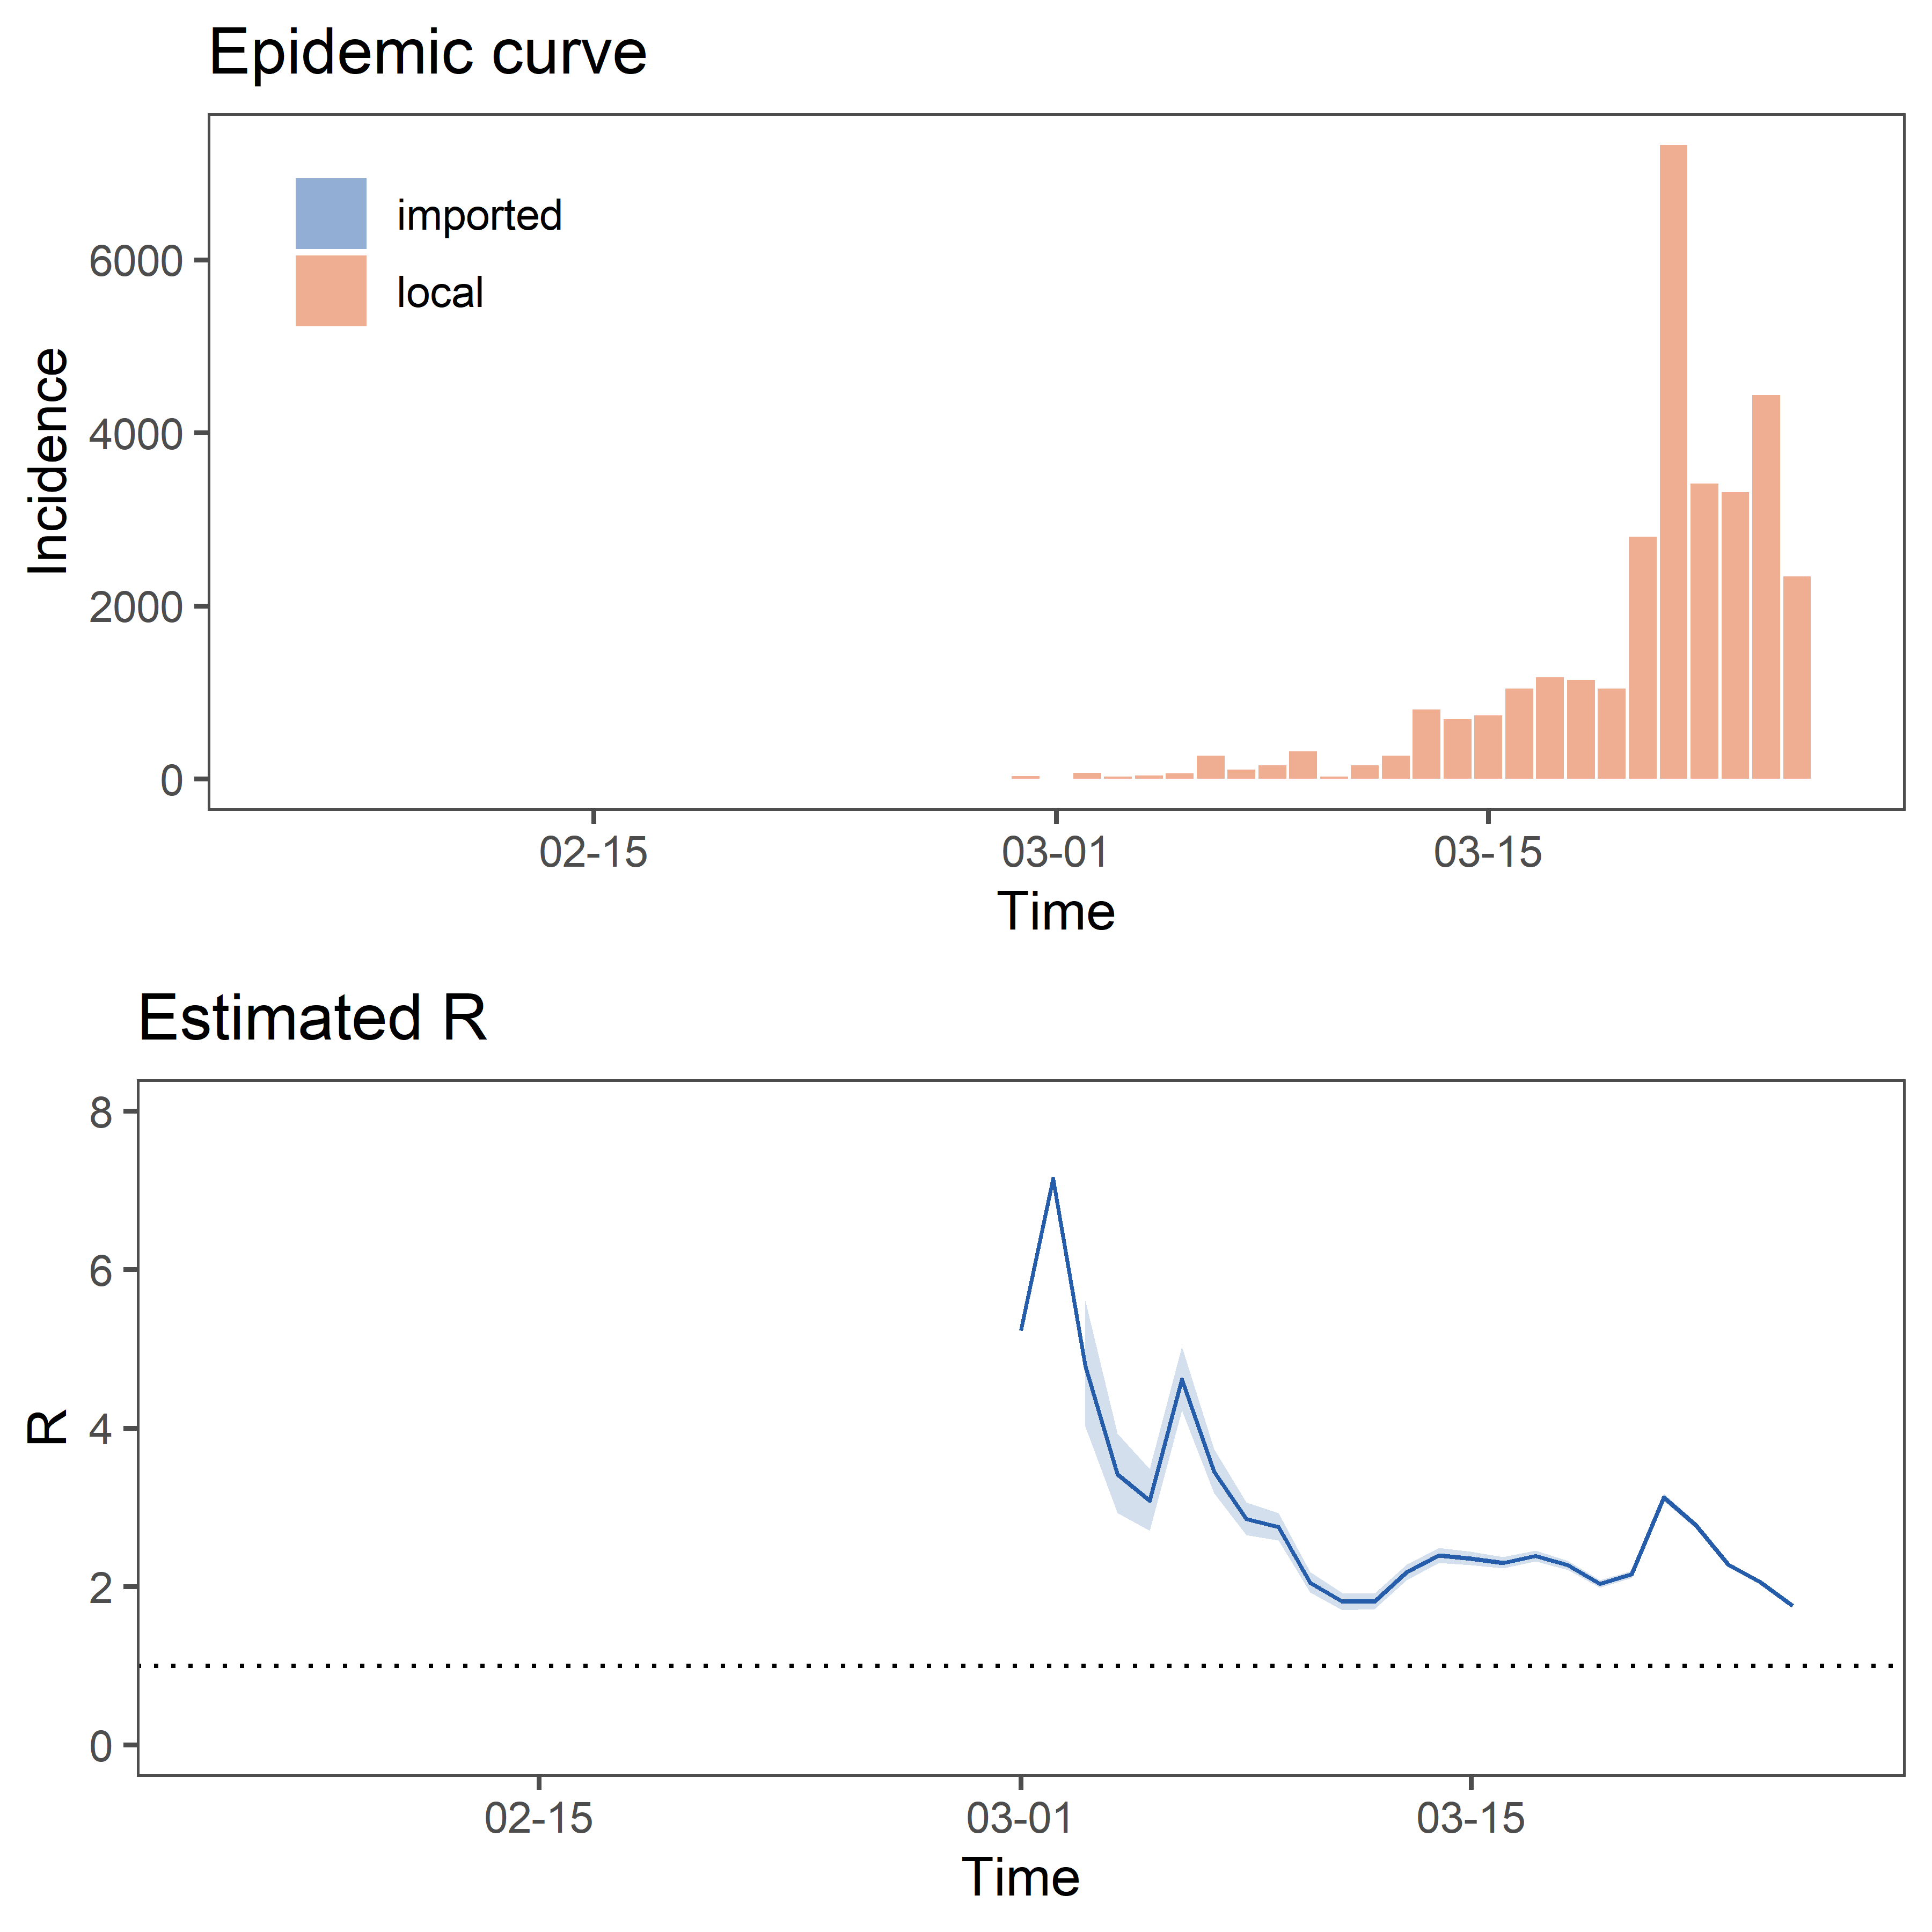 Epidemic curve
imported
local
6000
4000
2000
0
Incidence
02-15 03-01 03-15
Time
Estimated R
8
6
4
2
0
R
02-15 03-01 03-15
Time